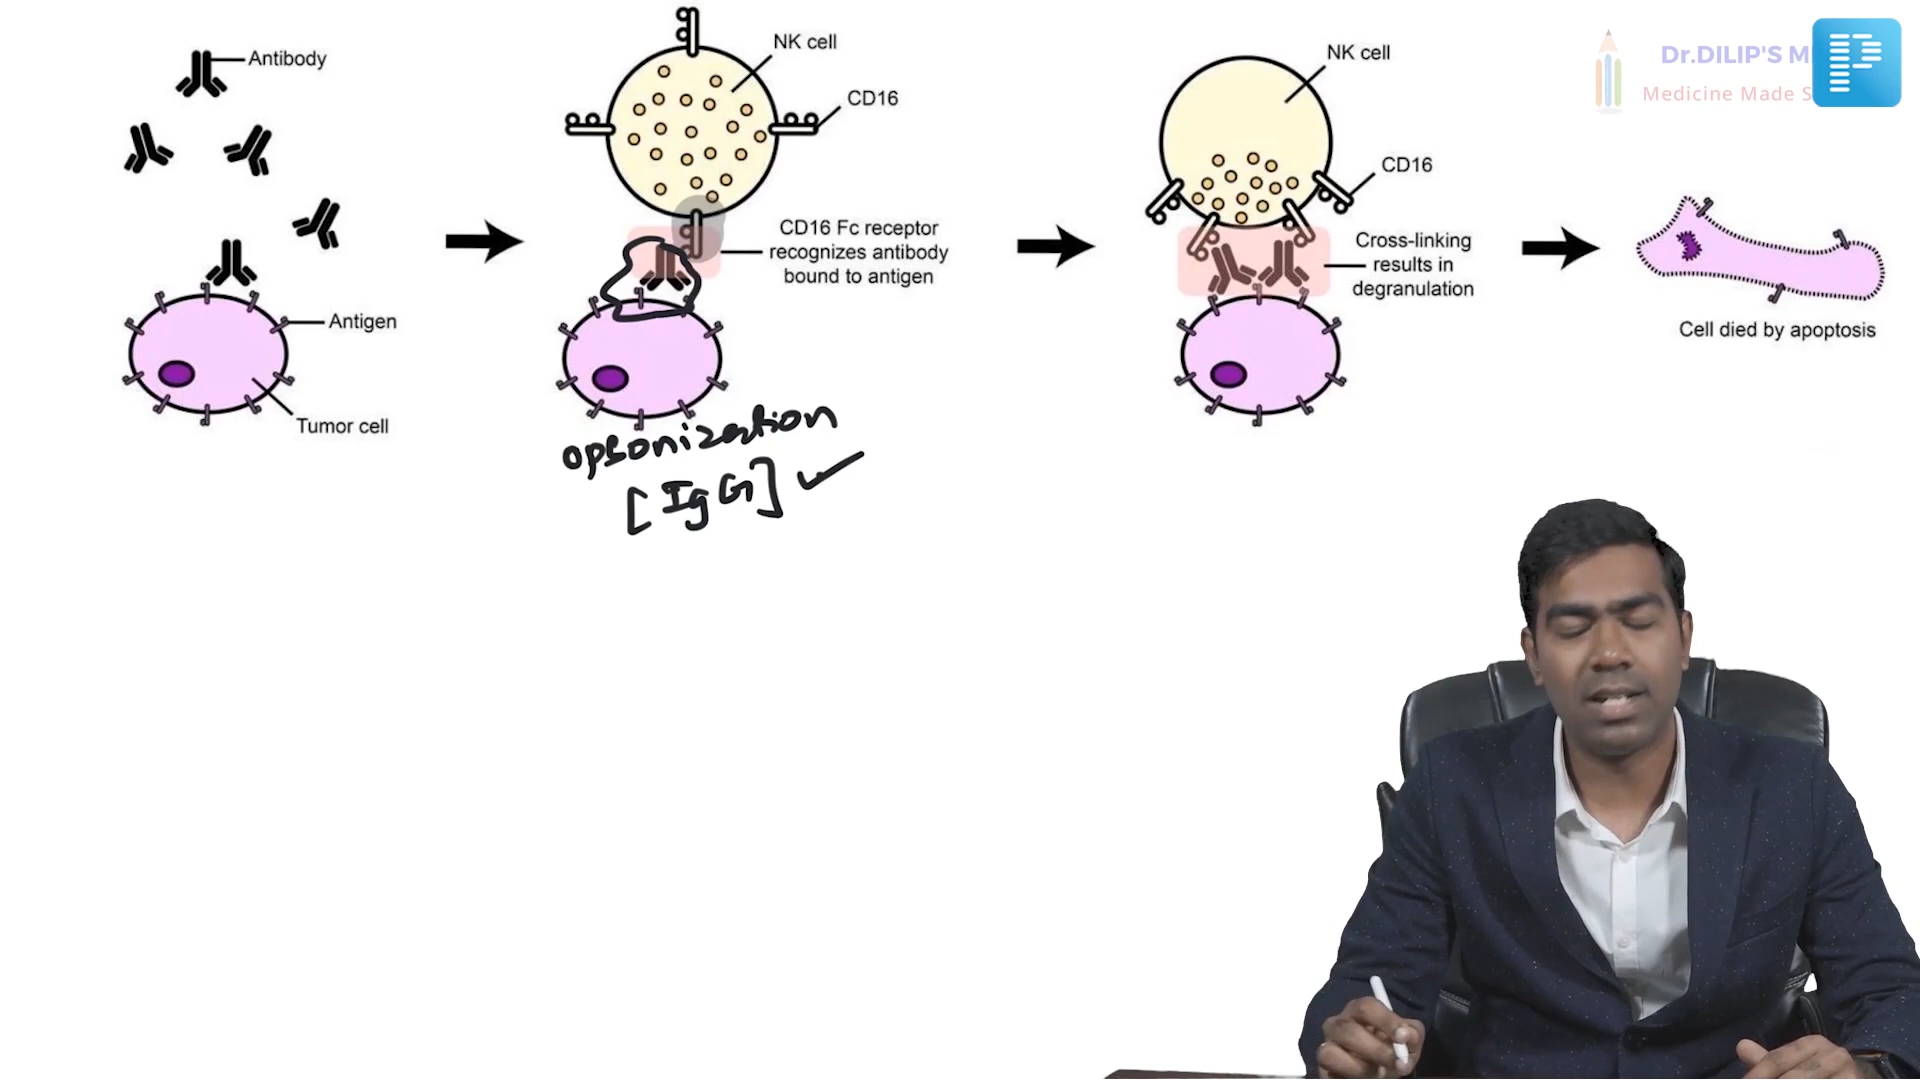 Antibody
Antigen
Tumor cell
NK cell
CD16
CD16 Fc receptor
recognizes antibody
bound to antigen
opsonization
[IgG] ✓
NK cell
CD16
Cross-linking
results in
degranulation
Cell died by apoptosis
Dr.DILIP'S
Medicine Made